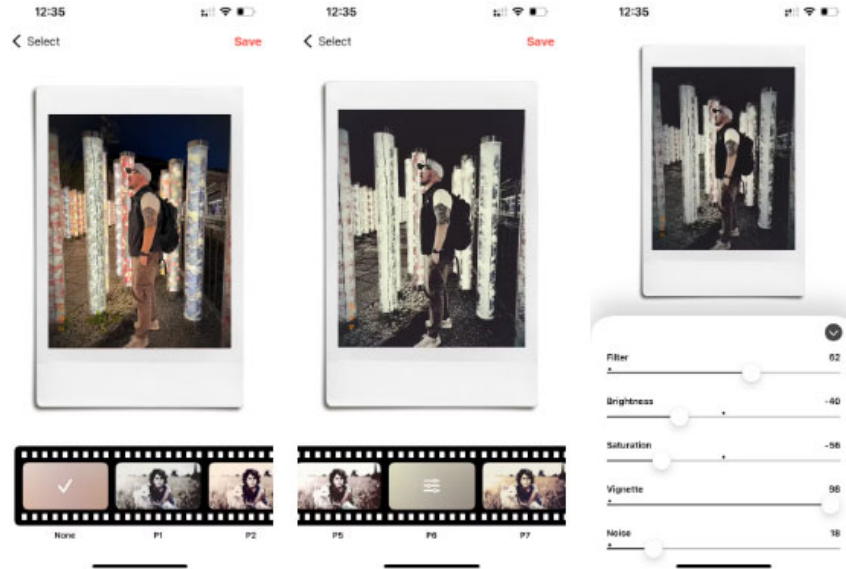 12:35
Select
Save
None
P1
P2
12:35
Select
Save
P5
P6
P7
12:35
Filter
62
Brightness
-40
Saturation
-56
Vignette
98
Noise
18